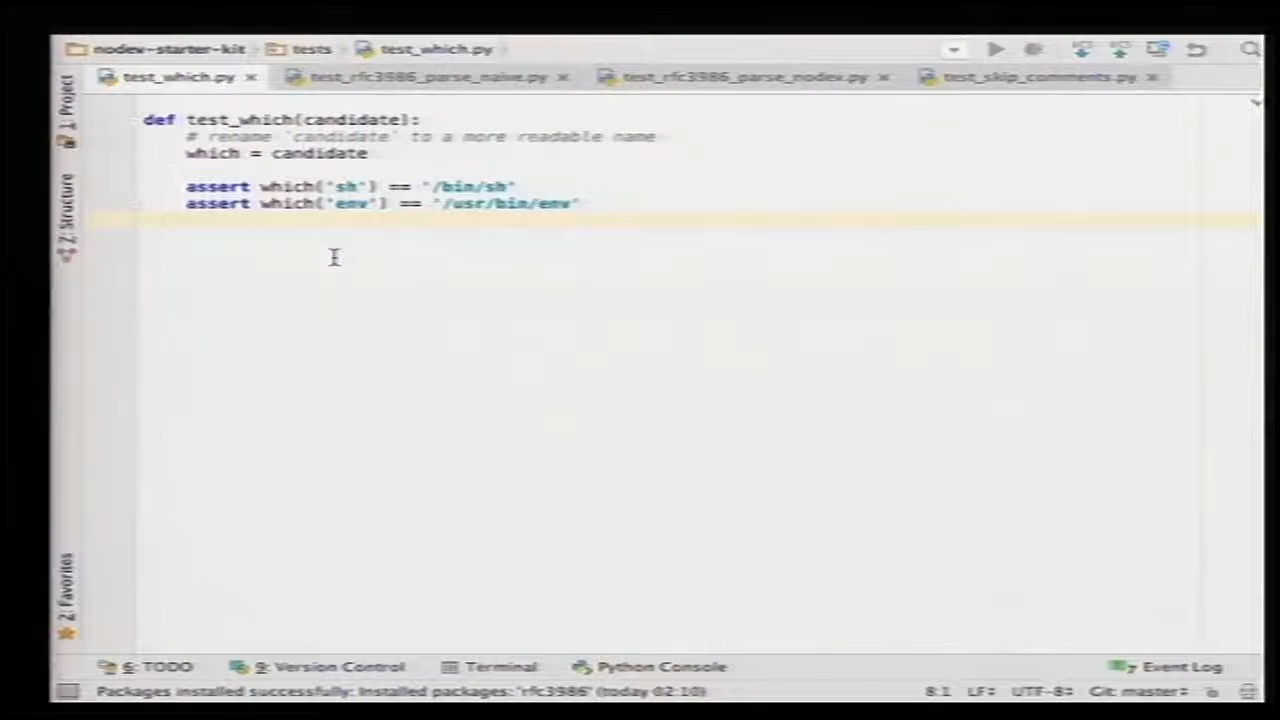 nodev-starter-kit tests test_which.py
test_which.py test_rfc3986_parse_naive.py test_rfc3986_parse_nodev.py test_skip_comments.py
1: Project
7: Structure
2: Favorites
def test_which(candidate):
# rename `candidate` to a more readable name
which = candidate
assert which('sh') == '/bin/sh'
assert which('env') == '/usr/bin/env'
6: TODO 9: Version Control Terminal Python Console Event Log
Packages installed successfully: Installed packages: 'rfc3986' (today 02:10) 8:1 LF÷ UTF-8÷ Git: master÷